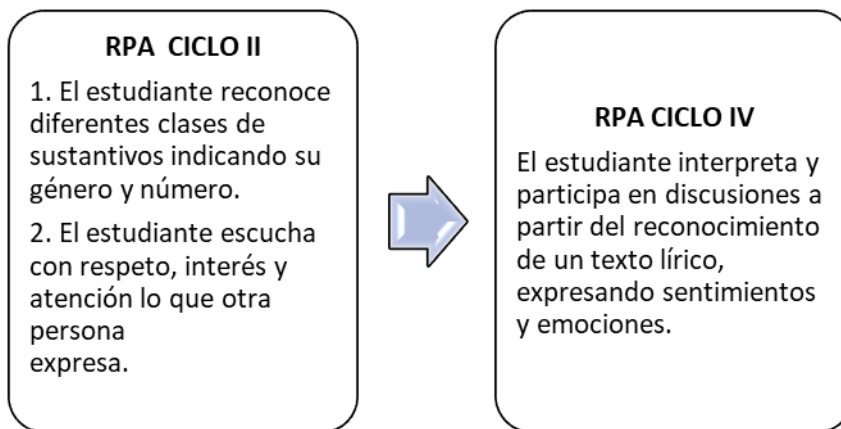 RPA CICLO II
1. El estudiante reconoce
diferentes clases de
sustantivos indicando su
género y número.
2. El estudiante escucha
con respeto, interés y
atención lo que otra
persona
expresa.
RPA CICLO IV
El estudiante interpreta y
participa en discusiones a
partir del reconocimiento
de un texto lírico,
expresando sentimientos
y emociones.